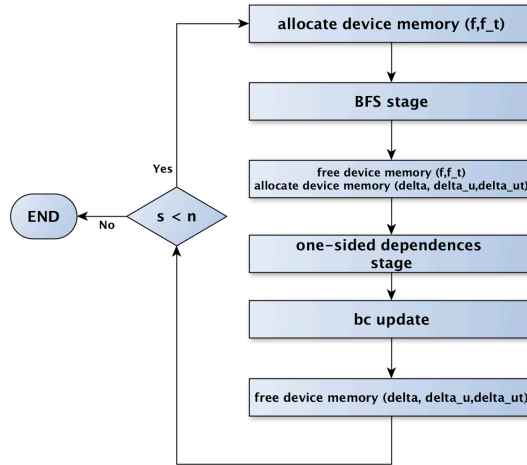 allocate device memory (f,f_t)
BFS stage
Yes
free device memory (f,f_t)
allocate device memory (delta, delta_u,delta_ut)
END
No
s < n
one-sided dependences
stage
bc update
free device memory (delta, delta_u,delta_ut)